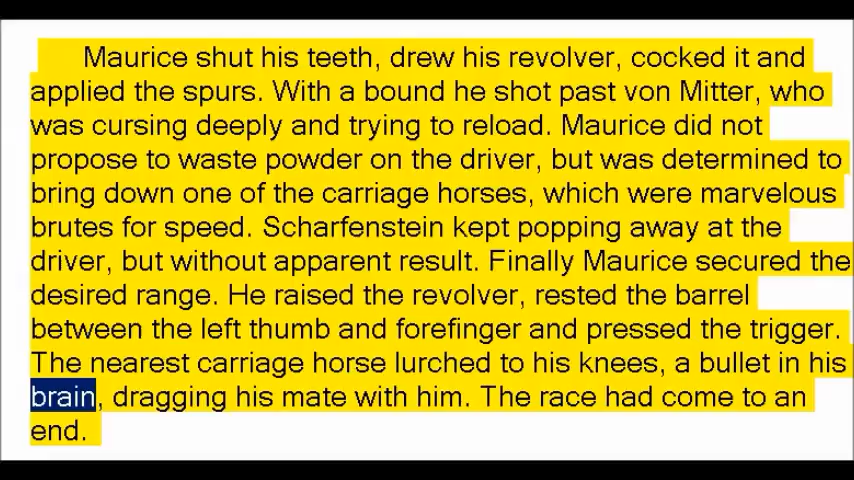 Maurice shut his teeth, drew his revolver, cocked it and
applied the spurs. With a bound he shot past von Mitter, who
was cursing deeply and trying to reload. Maurice did not
propose to waste powder on the driver, but was determined to
bring down one of the carriage horses, which were marvelous
brutes for speed. Scharfenstein kept popping away at the
driver, but without apparent result. Finally Maurice secured the
desired range. He raised the revolver, rested the barrel
between the left thumb and forefinger and pressed the trigger.
The nearest carriage horse lurched to his knees, a bullet in his
brain, dragging his mate with him. The race had come to an
end.